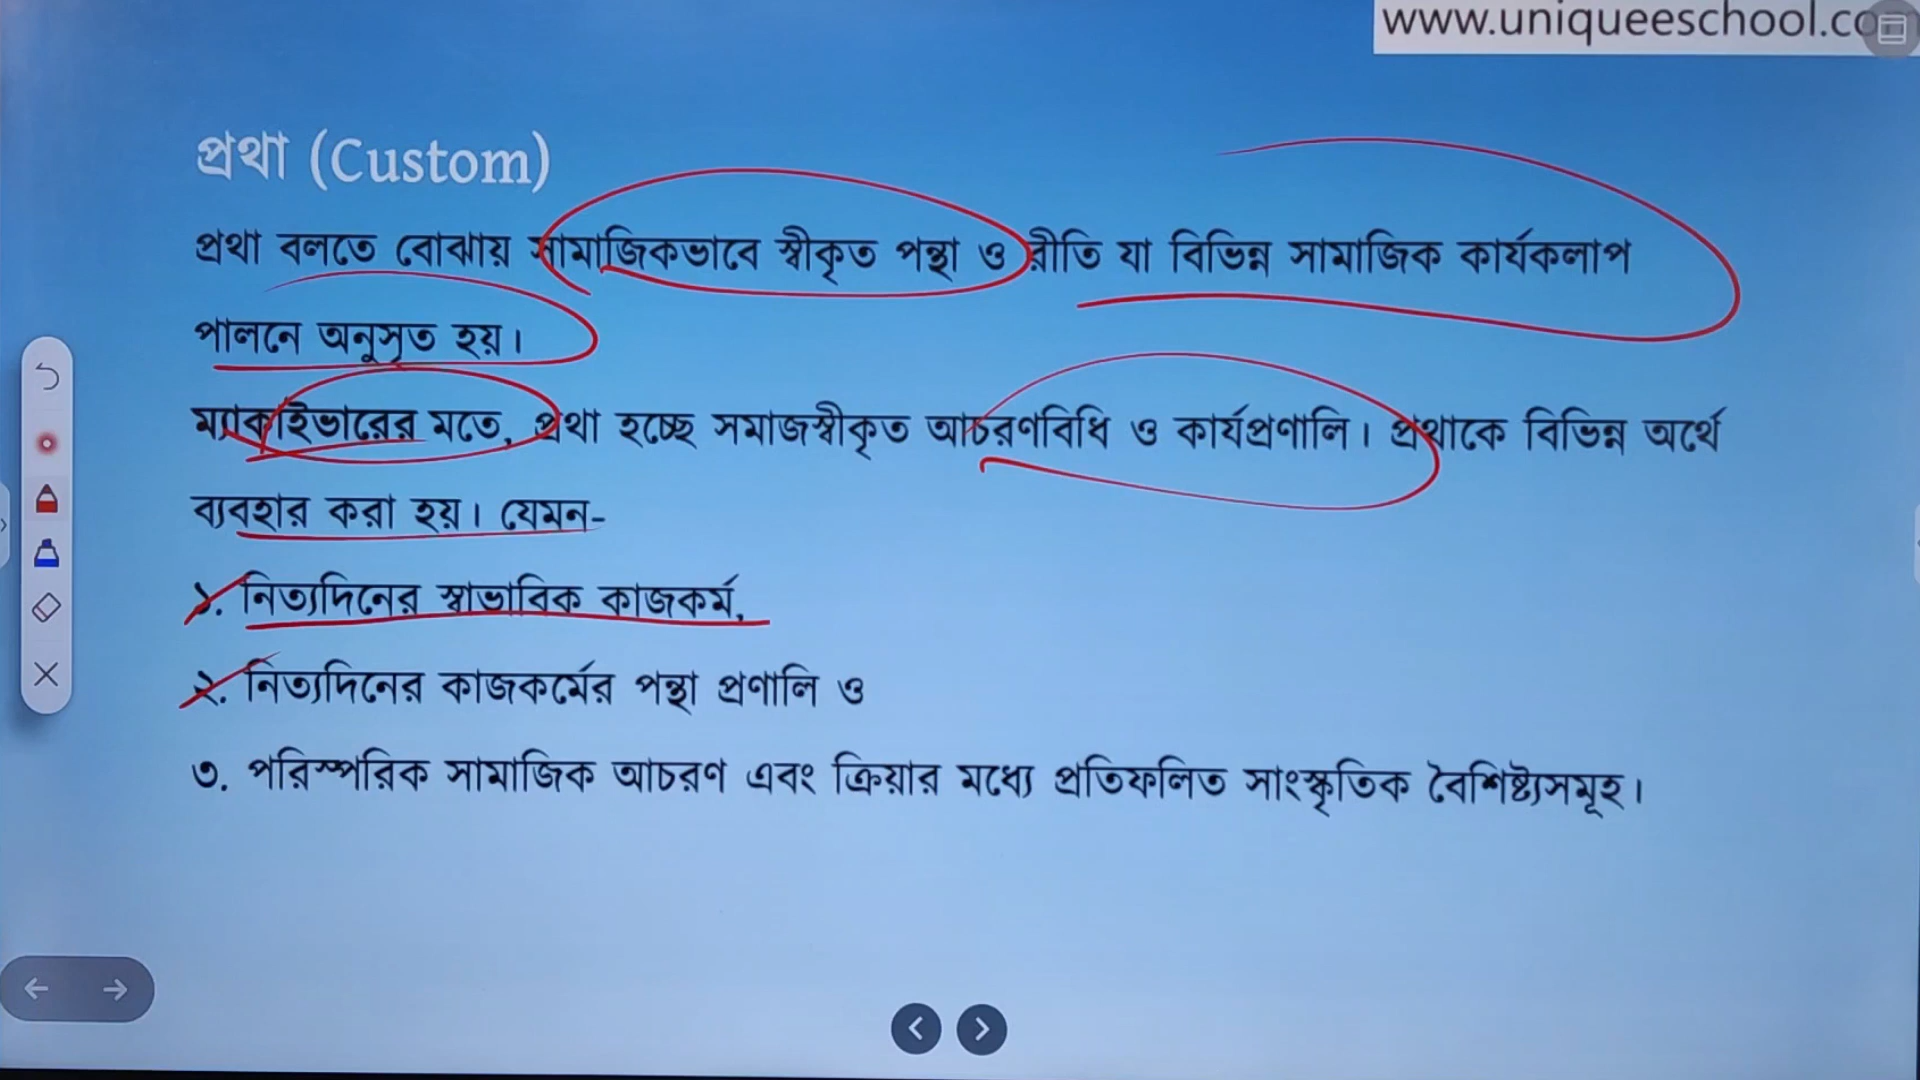 www.uniqueeschool.co
প্রথা (Custom)
প্রথা বলতে বোঝায় সামাজিকভাবে স্বীকৃত পন্থা ও রীতি যা বিভিন্ন সামাজিক কার্যকলাপ
পালনে অনুসৃত হয়।
ম্যাকাইভারের মতে, প্রথা হচ্ছে সমাজস্বীকৃত আচরণবিধি ও কার্যপ্রণালি। প্রথাকে বিভিন্ন অর্থে
ব্যবহার করা হয়। যেমন-
১. নিত্যদিনের স্বাভাবিক কাজকর্ম,
২. নিত্যদিনের কাজকর্মের পন্থা প্রণালি ও
৩. পরিস্পরিক সামাজিক আচরণ এবং ক্রিয়ার মধ্যে প্রতিফলিত সাংস্কৃতিক বৈশিষ্ট্যসমূহ।